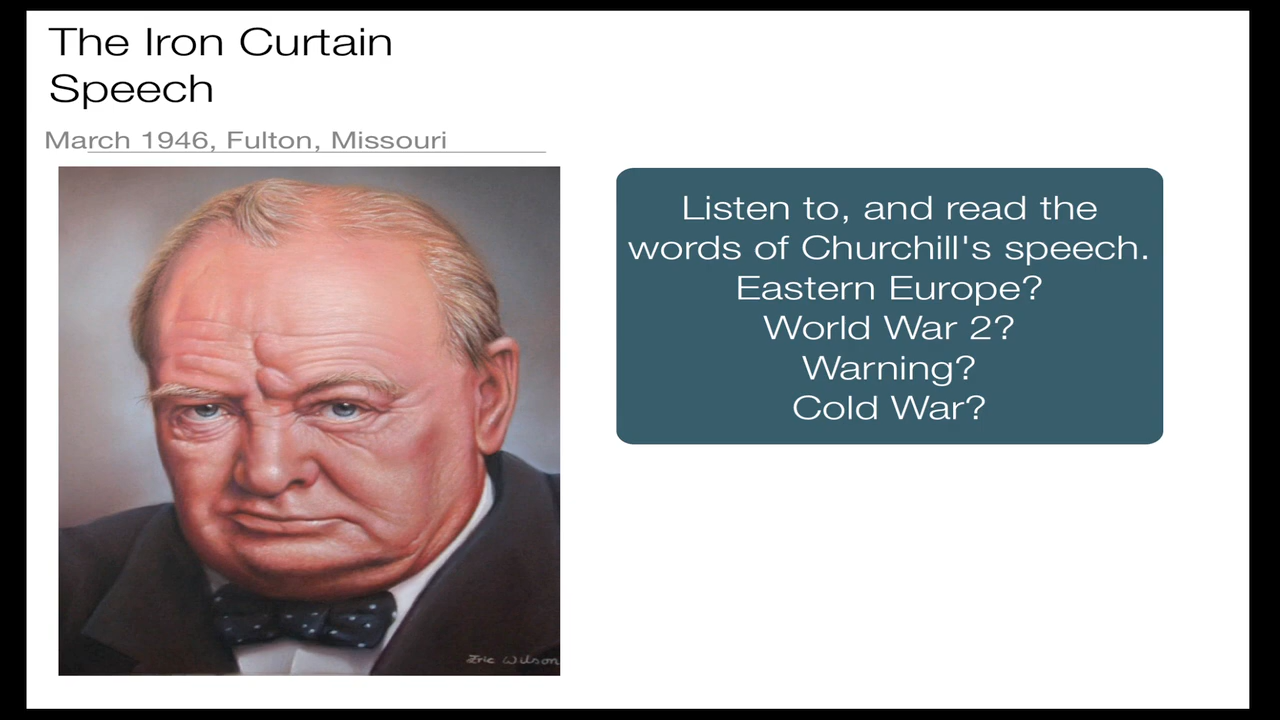 The Iron Curtain
Speech
March 1946, Fulton, Missouri
Listen to, and read the
words of Churchill's speech.
Eastern Europe?
World War 2?
Warning?
Cold War?
Eric Wilson